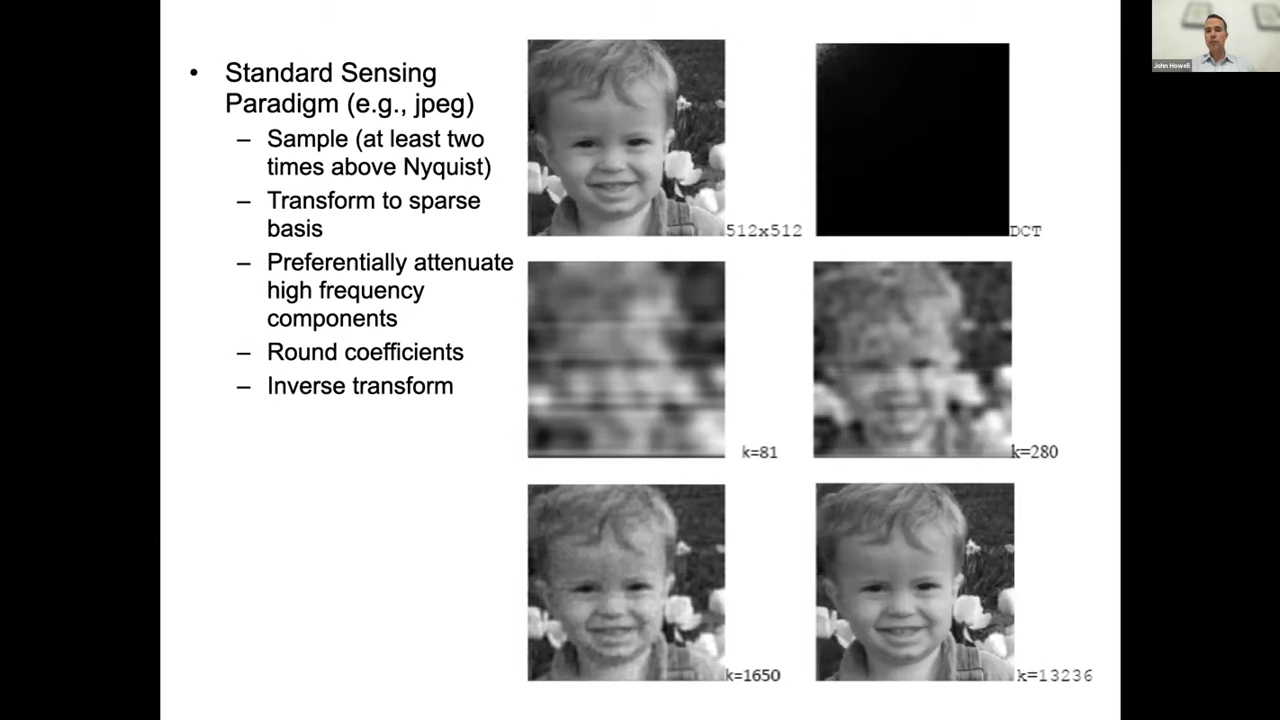 • Standard Sensing
Paradigm (e.g., jpeg)
– Sample (at least two
times above Nyquist)
– Transform to sparse
basis
– Preferentially attenuate
high frequency
components
– Round coefficients
– Inverse transform
512x512
DCT
k=81
k=280
k=1650
k=13236
John Howell